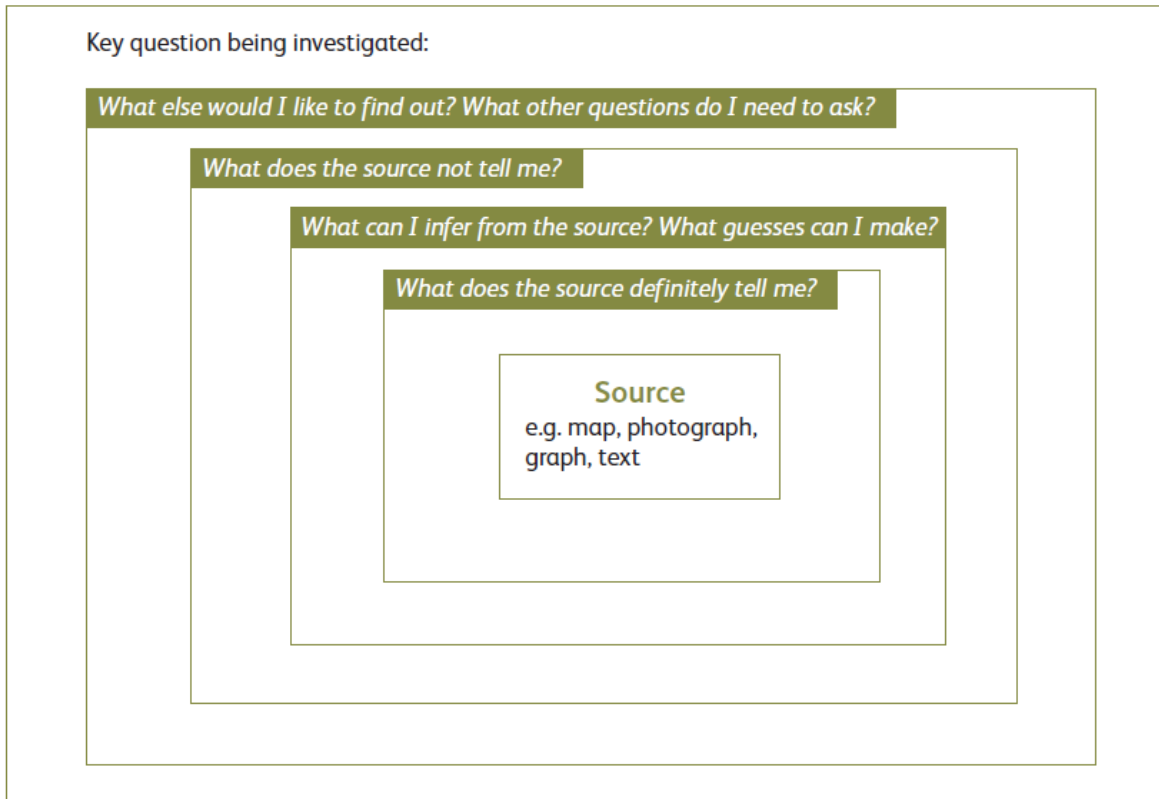 Key question being investigated:
What else would I like to find out? What other questions do I need to ask?
What does the source not tell me?
What can I infer from the source? What guesses can I make?
What does the source definitely tell me?
Source
e.g. map, photograph,
graph, text